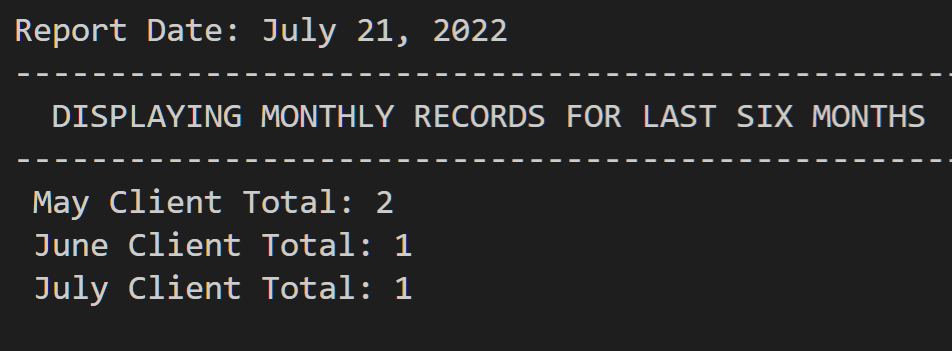 Report Date: July 21, 2022
--------------------------------------------------
DISPLAYING MONTHLY RECORDS FOR LAST SIX MONTHS
--------------------------------------------------
May Client Total: 2
June Client Total: 1
July Client Total: 1